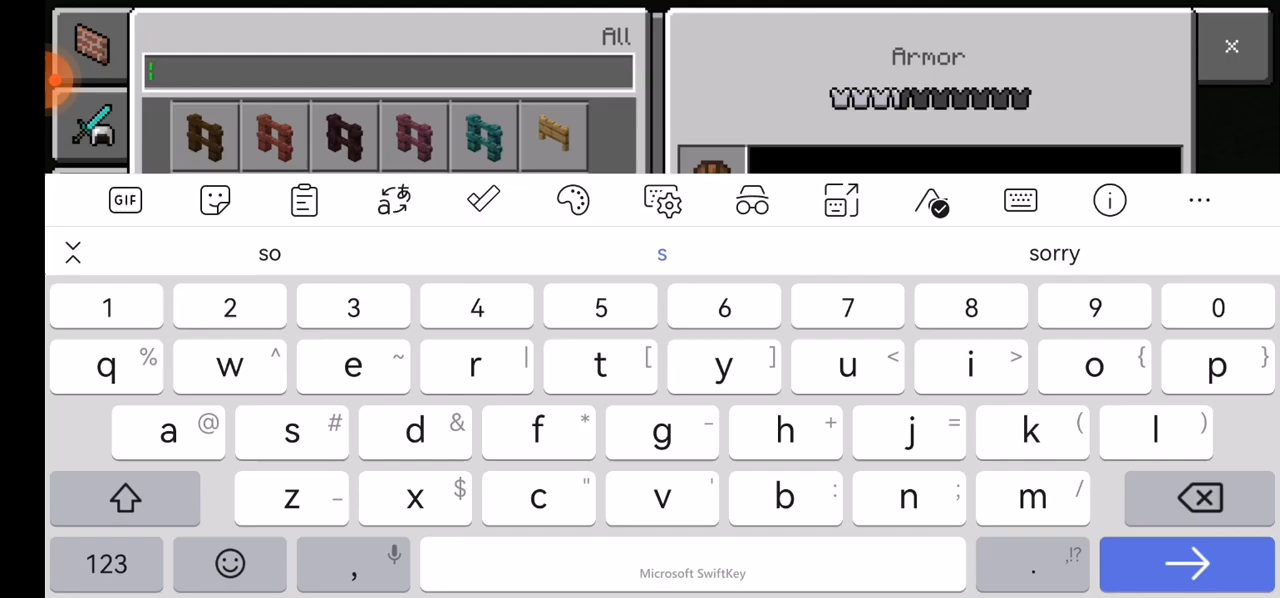 All
Armor
GIF
so s sorry
1 2 3 4 5 6 7 8 9 0
q % w ^ e ~ r | t [ y ] u < i > o { p }
a @ s # d & f * g - h + j = k ( l )
z _ x $ c " v ' b : n ; m /
123 , Microsoft SwiftKey . ,!?